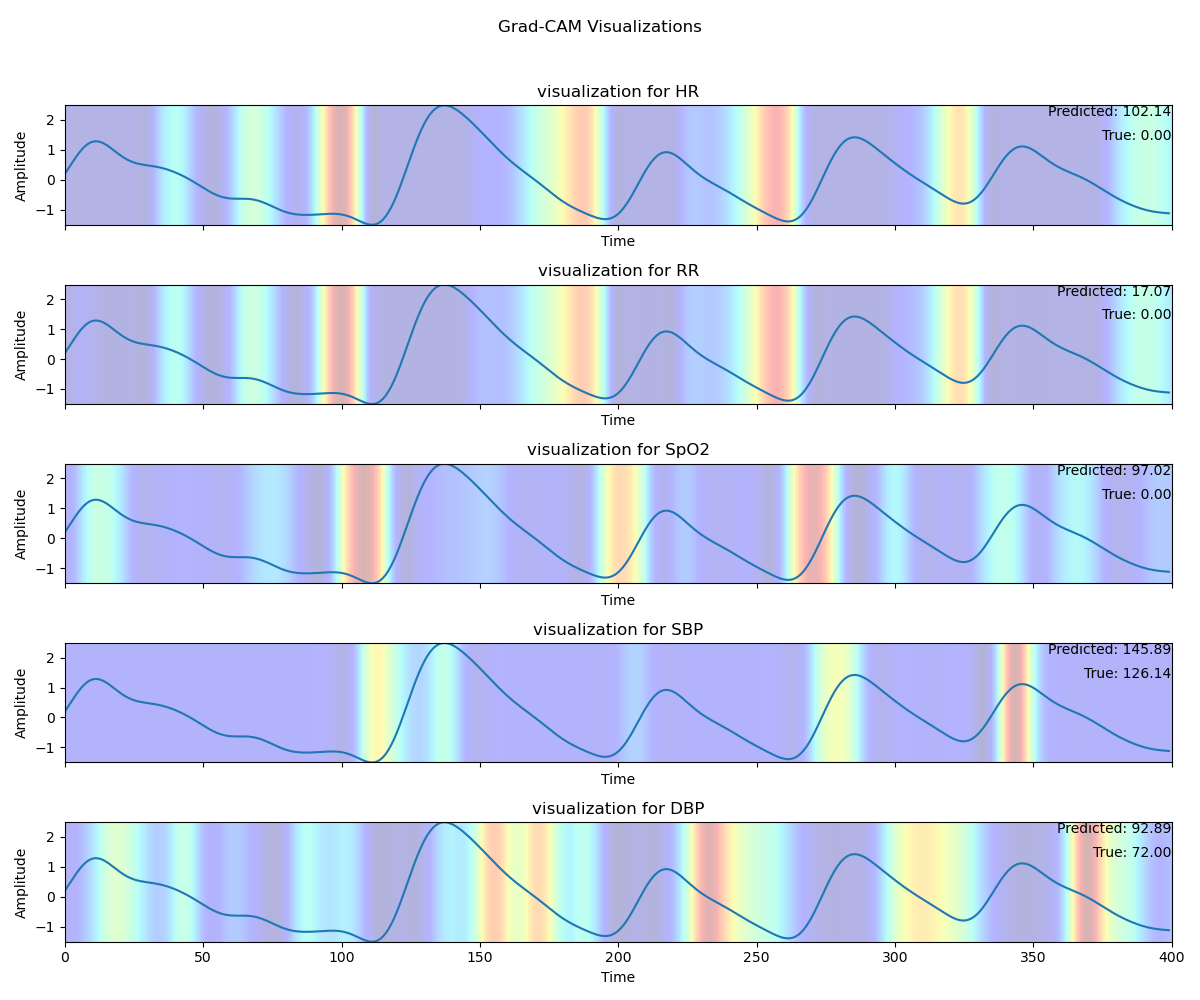 Grad-CAM Visualizations
visualization for HR
Predicted: 102.14
True: 0.00
2
1
0
−1
Amplitude
Time
visualization for RR
Predicted: 17.07
True: 0.00
2
1
0
−1
Amplitude
Time
visualization for SpO2
Predicted: 97.02
True: 0.00
2
1
0
−1
Amplitude
Time
visualization for SBP
Predicted: 145.89
True: 126.14
2
1
0
−1
Amplitude
Time
visualization for DBP
Predicted: 92.89
True: 72.00
2
1
0
−1
Amplitude
0 50 100 150 200 250 300 350 400
Time